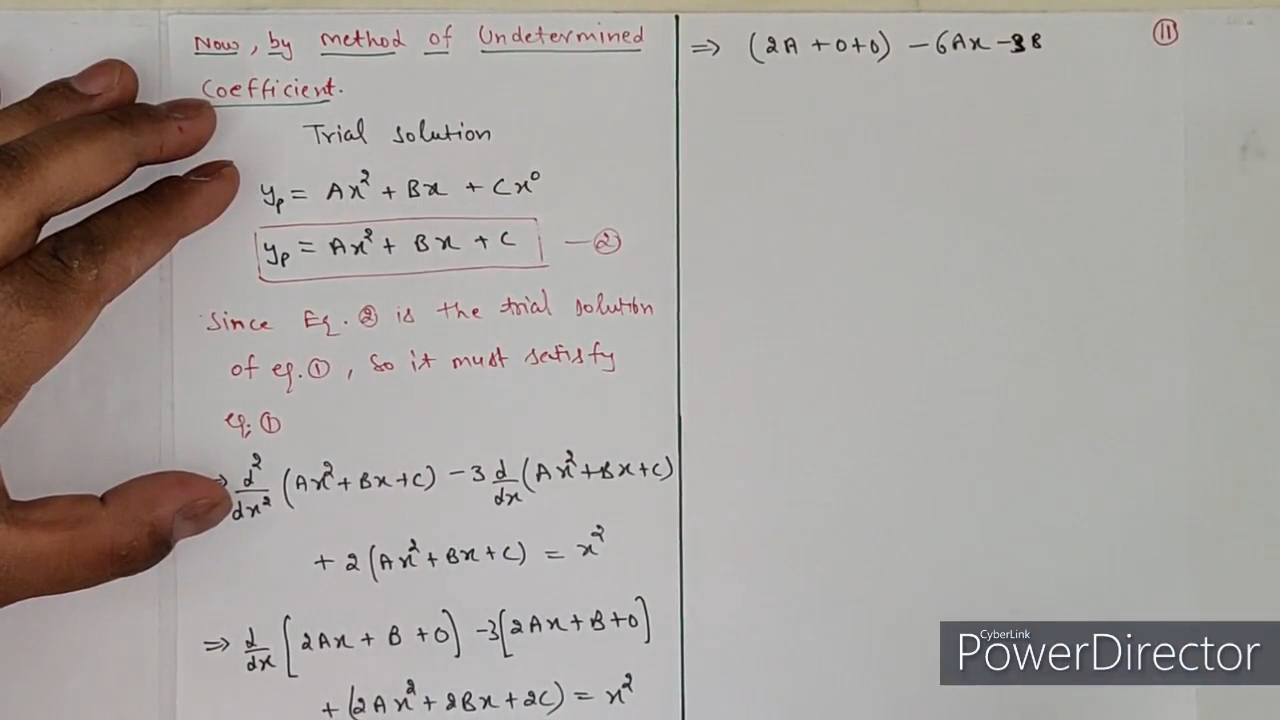 Now, by method of Undetermined
Coefficient.
Trial solution
yₚ = Ax² + Bx + Cx⁰
yₚ = Ax² + Bx + C — ②
Since Eq. ② is the trial solution
of eq. ①, So it must satisfy
eq. ①
⇒ d²/dx² (Ax² + Bx + C) - 3 d/dx (Ax² + Bx + C)
+ 2 (Ax² + Bx + C) = x²
⇒ d/dx [2Ax + B + 0] - 3[2Ax + B + 0]
+ (2Ax² + 2Bx + 2C) = x²
⇒ (2A + 0 + 0) - 6Ax - 3B
⑪
CyberLink
PowerDirector